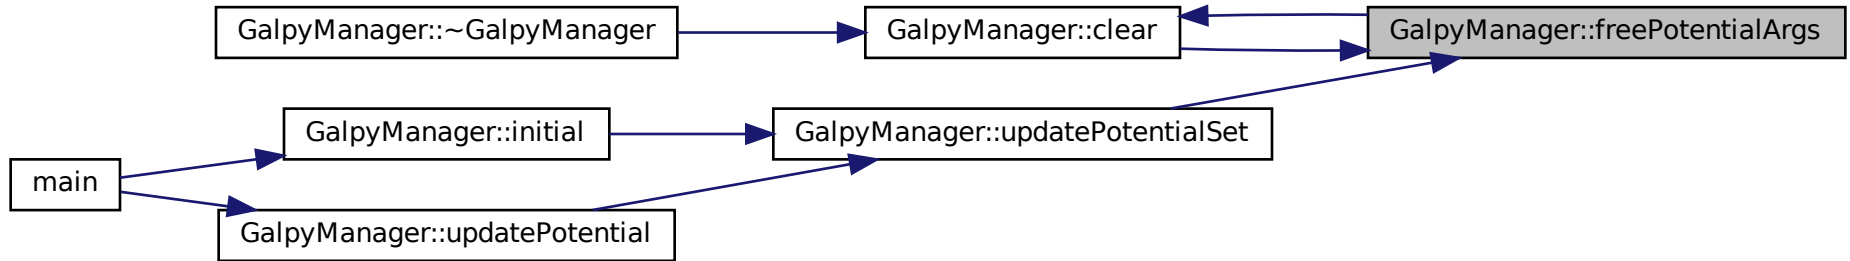 GalpyManager::~GalpyManager
GalpyManager::clear
GalpyManager::freePotentialArgs
GalpyManager::initial
GalpyManager::updatePotentialSet
main
GalpyManager::updatePotential